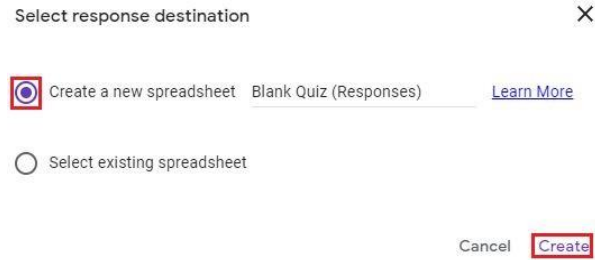 Select response destination
Create a new spreadsheet Blank Quiz (Responses) Learn More
Select existing spreadsheet
Cancel Create